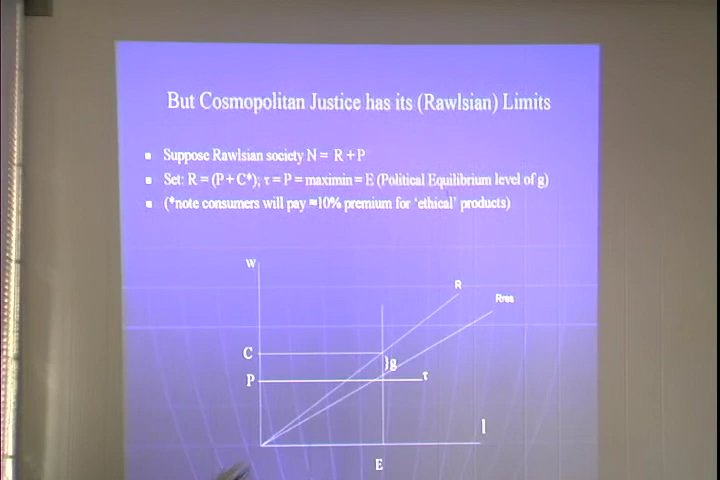 But Cosmopolitan Justice has its (Rawlsian) Limits
Suppose Rawlsian society N = R + P
Set: R = (P + C*); τ = P = maximin = E (Political Equilibrium level of g)
(*note consumers will pay ≈10% premium for 'ethical' products)
W
R
Rres
C
}g
P
τ
l
E